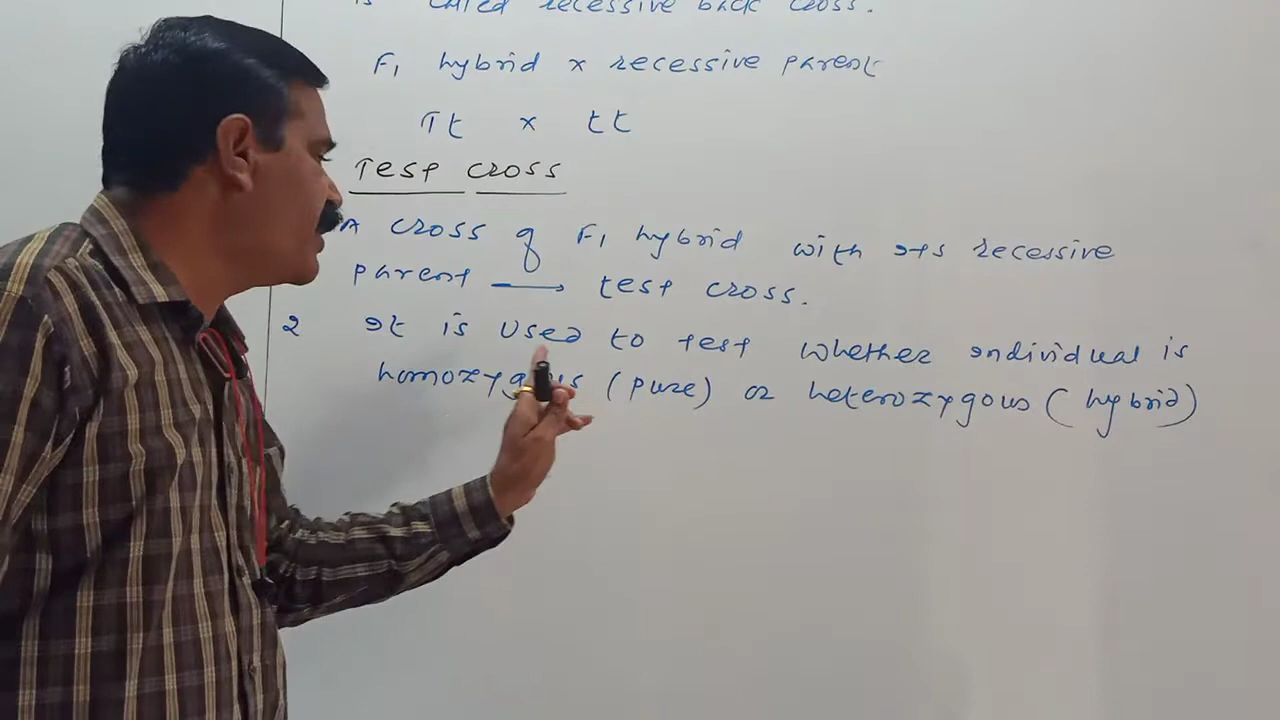 is called recessive back cross.
F1 hybrid x recessive parent
Tt x tt
Test cross
A cross of F1 hybrid with its recessive
parent → test cross.
2 It is used to test whether individual is
homozygous (pure) or heterozygous (hybrid)